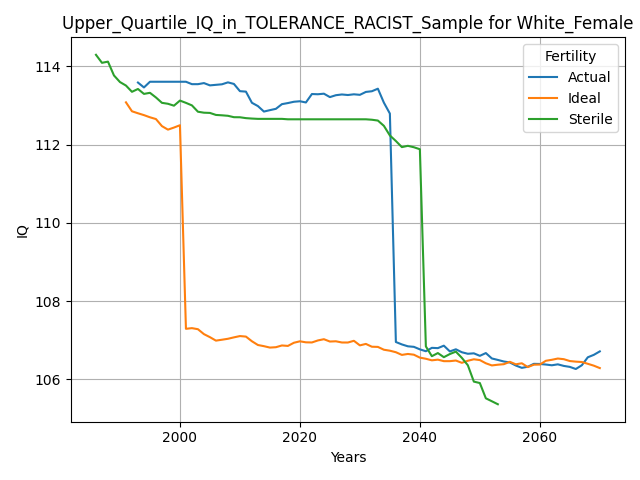 Upper_Quartile_IQ_in_TOLERANCE_RACIST_Sample for White_Female
Fertility
Actual
Ideal
Sterile
114
112
110
108
106
IQ
2000
2020
2040
2060
Years